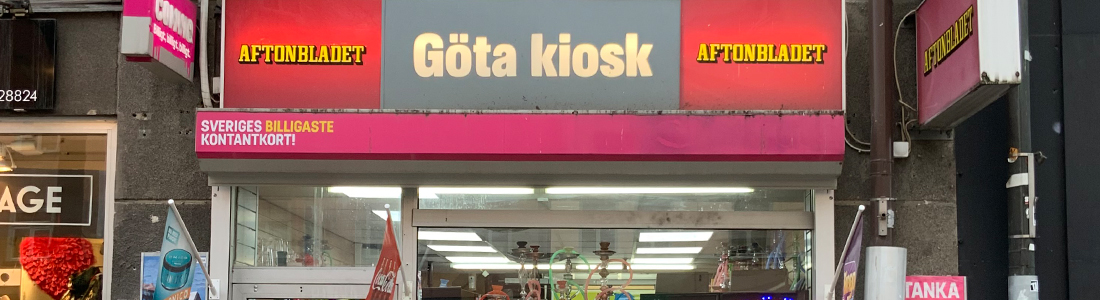 AFTONBLADET
Göta kiosk
AFTONBLADET
AFTONBLADET
SVERIGES BILLIGASTE
KONTANTKORT!
28824
AGE
TANKA